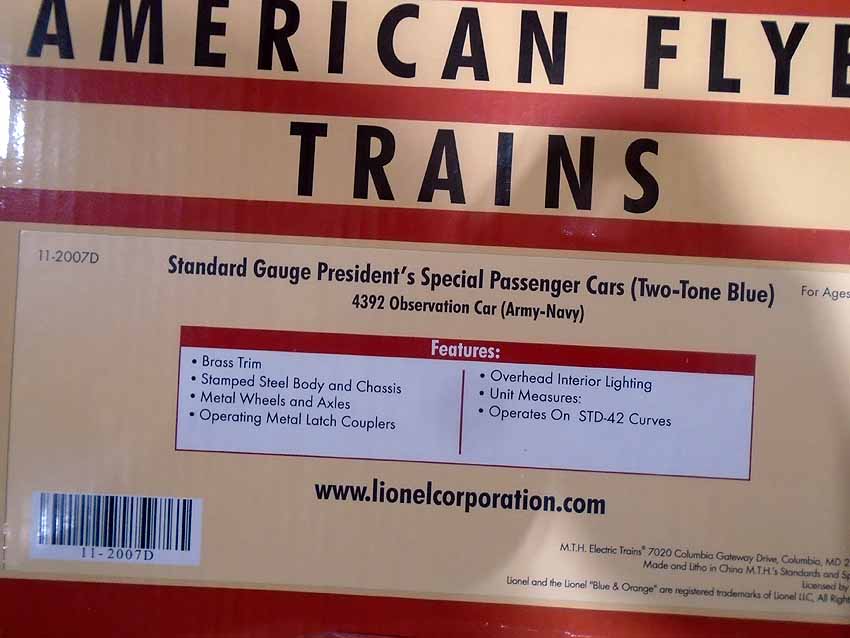 AMERICAN FLYE
TRAINS
11-2007D
Standard Gauge President's Special Passenger Cars (Two-Tone Blue)
For Ages
4392 Observation Car (Army-Navy)
Features:
• Brass Trim
• Stamped Steel Body and Chassis
• Metal Wheels and Axles
• Operating Metal Latch Couplers
• Overhead Interior Lighting
• Unit Measures:
• Operates On STD-42 Curves
www.lionelcorporation.com
11-2007D
M.T.H. Electric Trains® 7020 Columbia Gateway Drive, Columbia, MD 2
Made and Litho in China M.T.H.'s Standards and Sp
Licensed by
Lionel and the Lionel "Blue & Orange" are registered trademarks of Lionel LLC, All Right